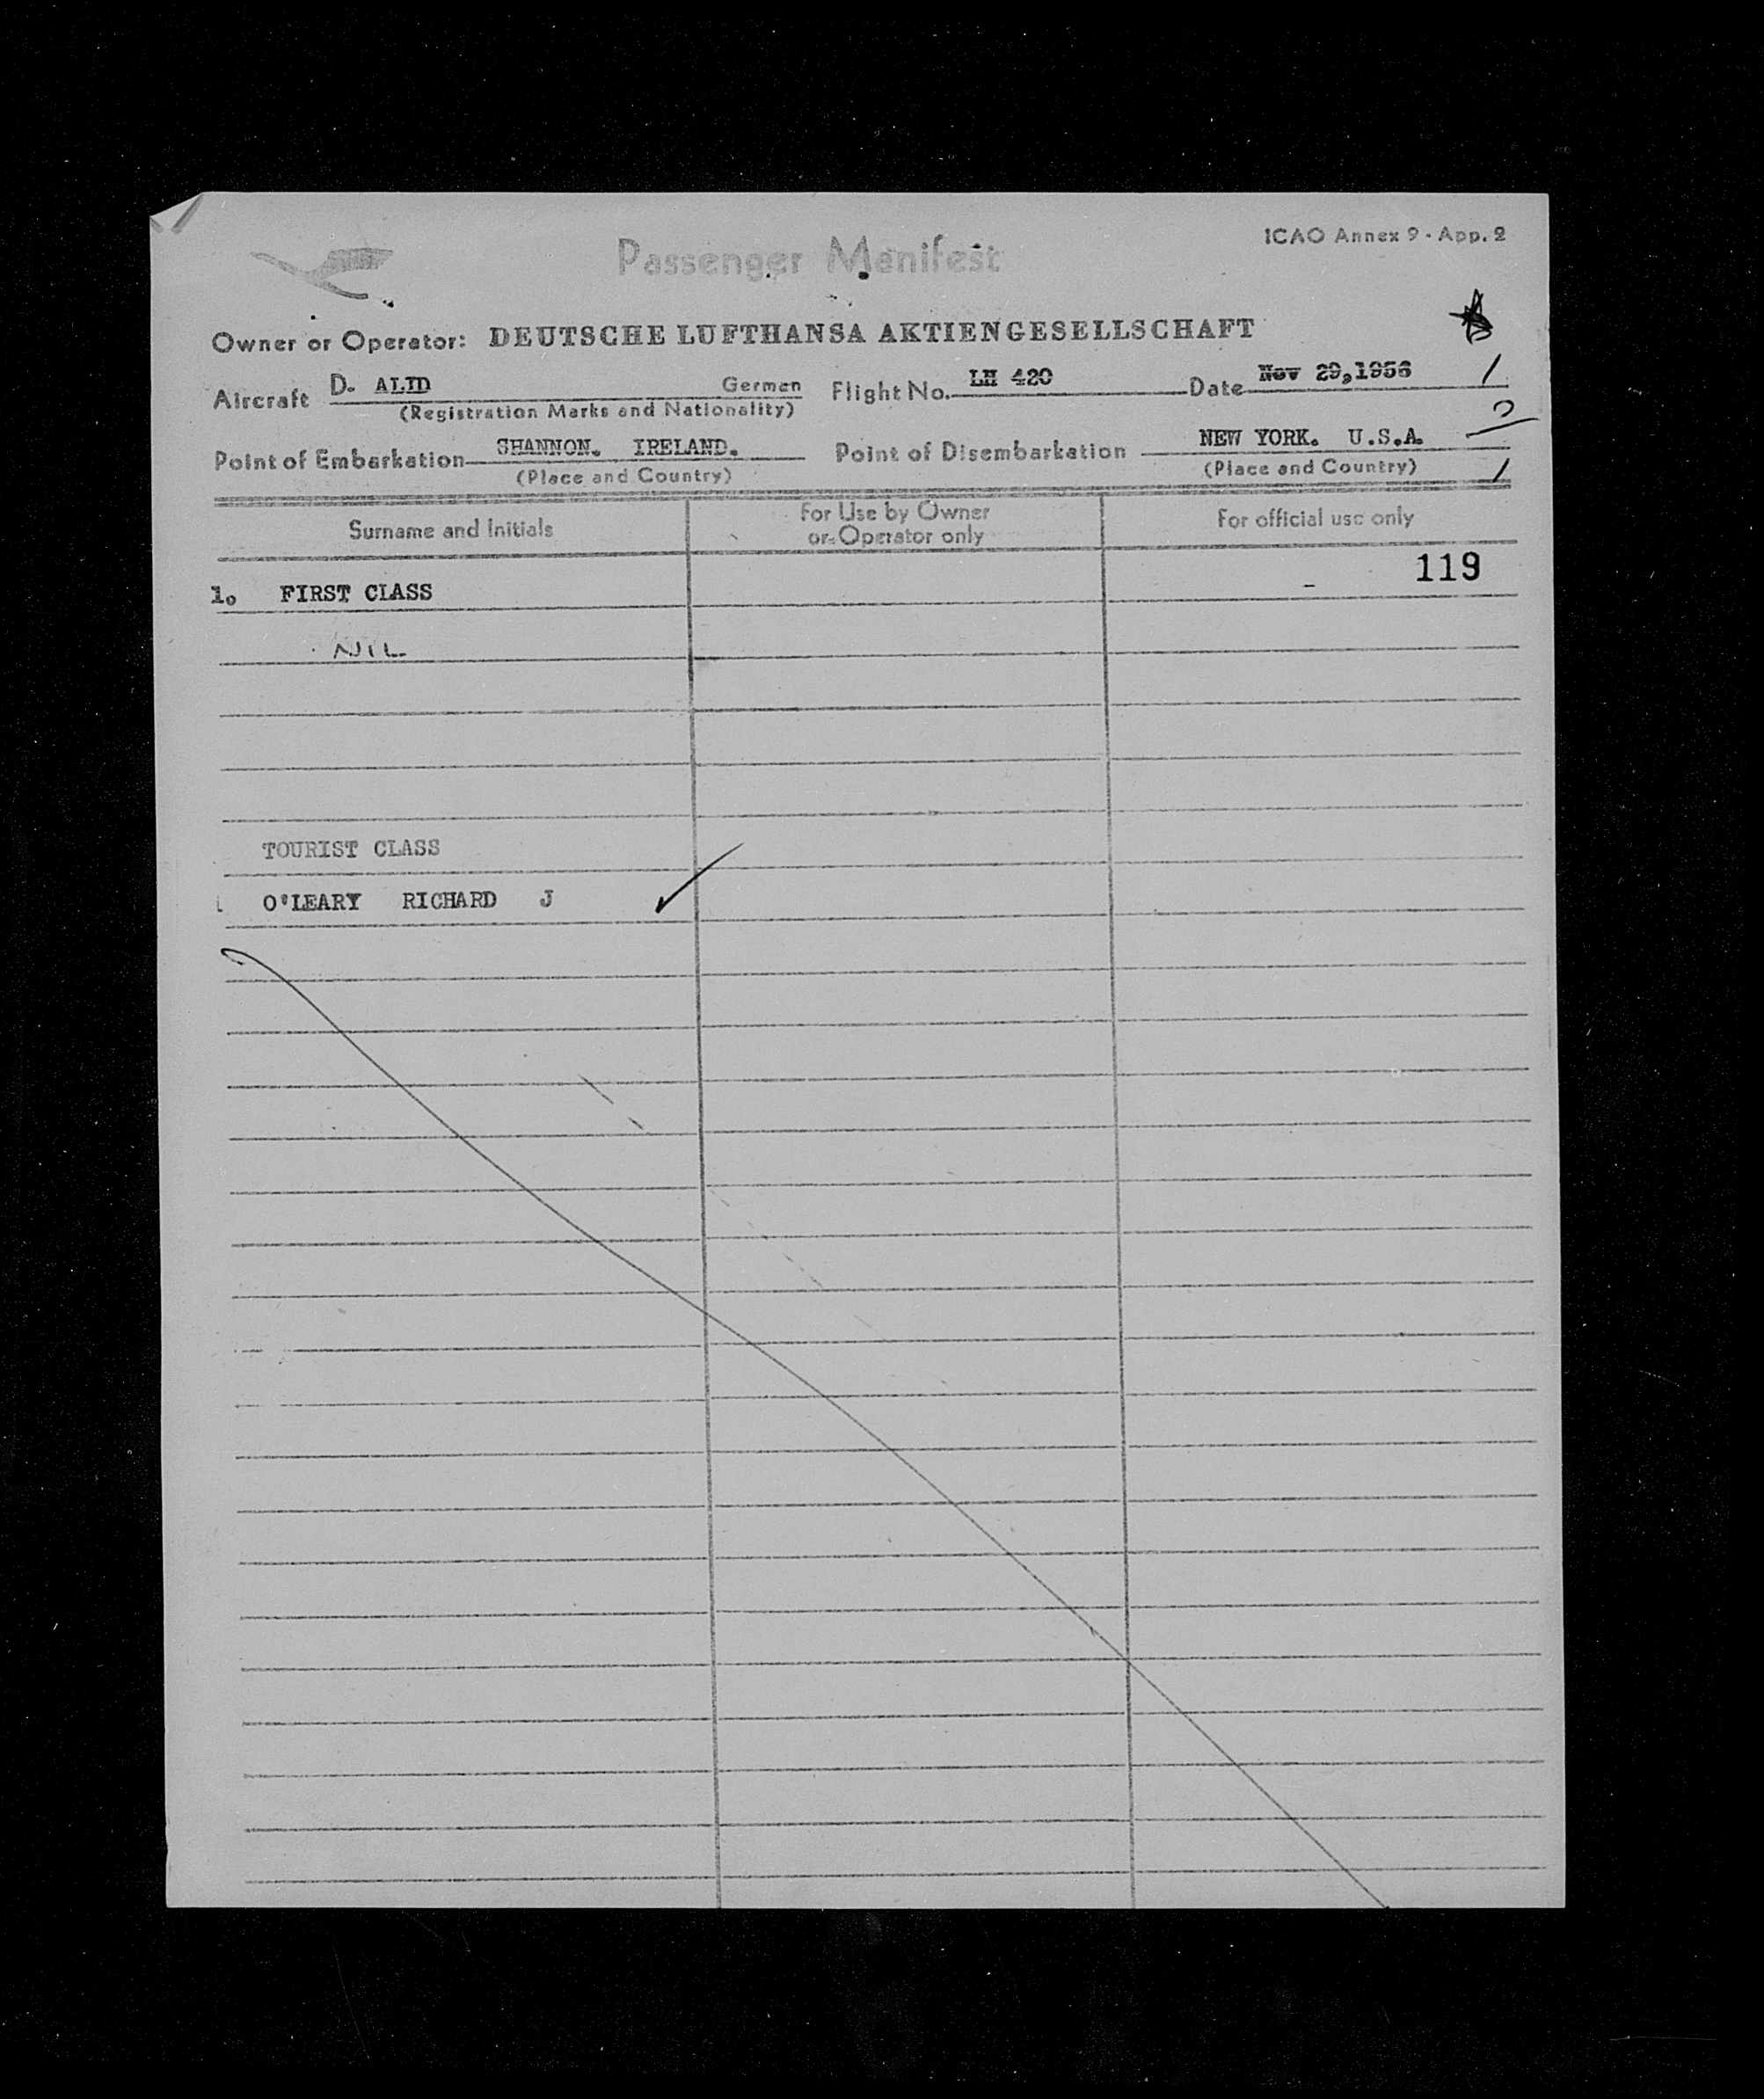 ICAO Annex 9 - App. 2
Passenger Manifest
Owner or Operator: DEUTSCHE LUFTHANSA AKTIENGESELLSCHAFT
Aircraft D. ALID German Flight No. LH 420 Date Nov 29,1956 1
(Registration Marks and Nationality)
Point of Embarkation SHANNON. IRELAND. Point of Disembarkation NEW YORK. U.S.A.
(Place and Country) (Place and Country) 1
Surname and Initials For Use by Owner or Operator only For official use only
119
1. FIRST CLASS
NIL
TOURIST CLASS
O'LEARY RICHARD J